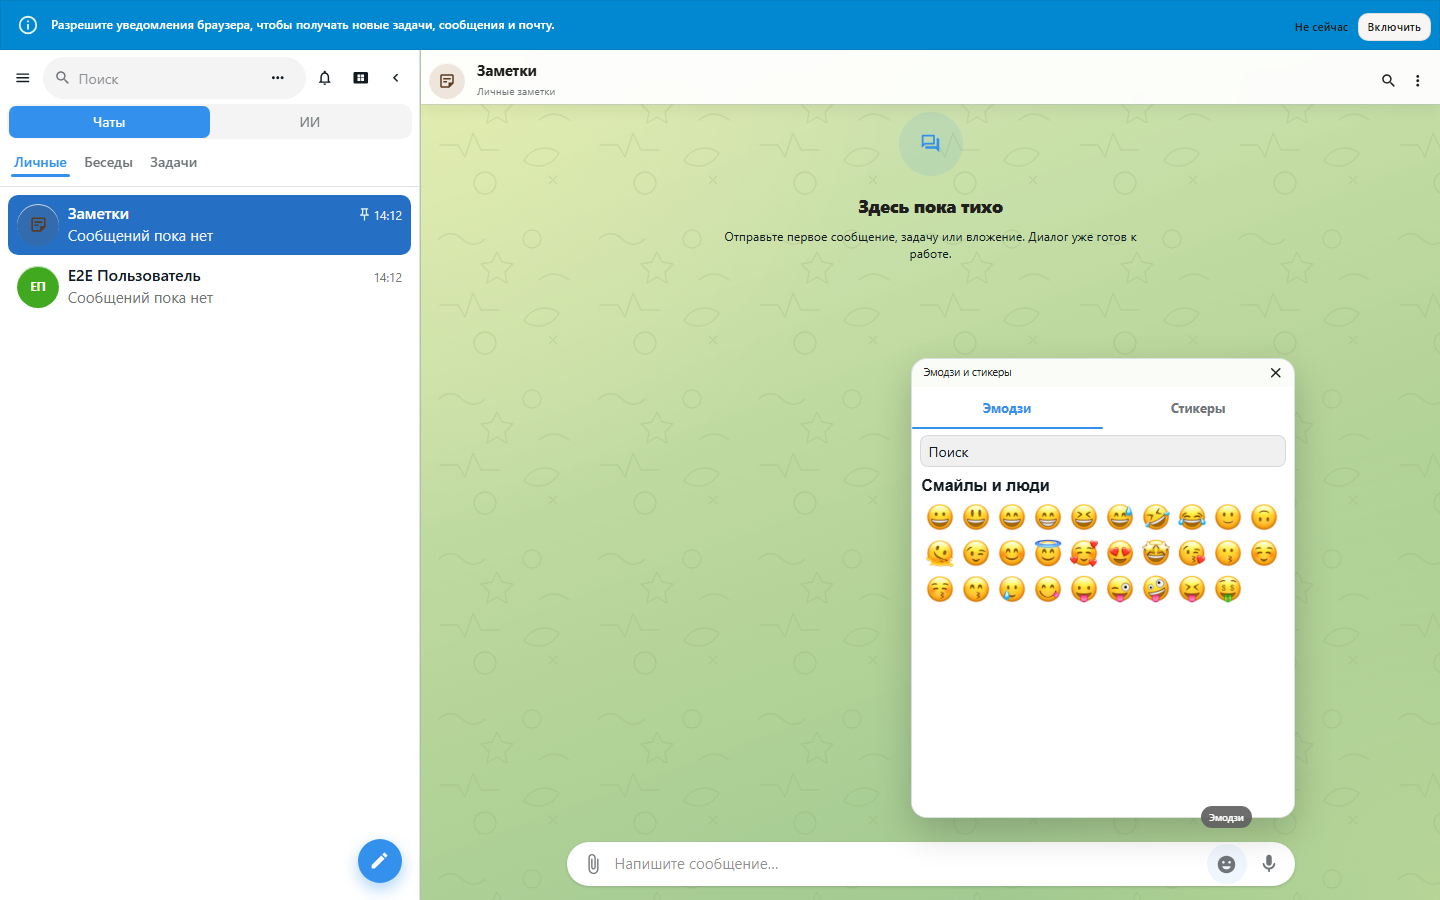 Разрешите уведомления браузера, чтобы получать новые задачи, сообщения и почту.
Не сейчас
Включить
Поиск
Чаты
ИИ
Личные
Беседы
Задачи
Заметки
14:12
Сообщений пока нет
ЕП
E2E Пользователь
14:12
Сообщений пока нет
Заметки
Личные заметки
Здесь пока тихо
Отправьте первое сообщение, задачу или вложение. Диалог уже готов к
работе.
Эмодзи и стикеры
Эмодзи
Стикеры
Поиск
Смайлы и люди
Эмодзи
Напишите сообщение...